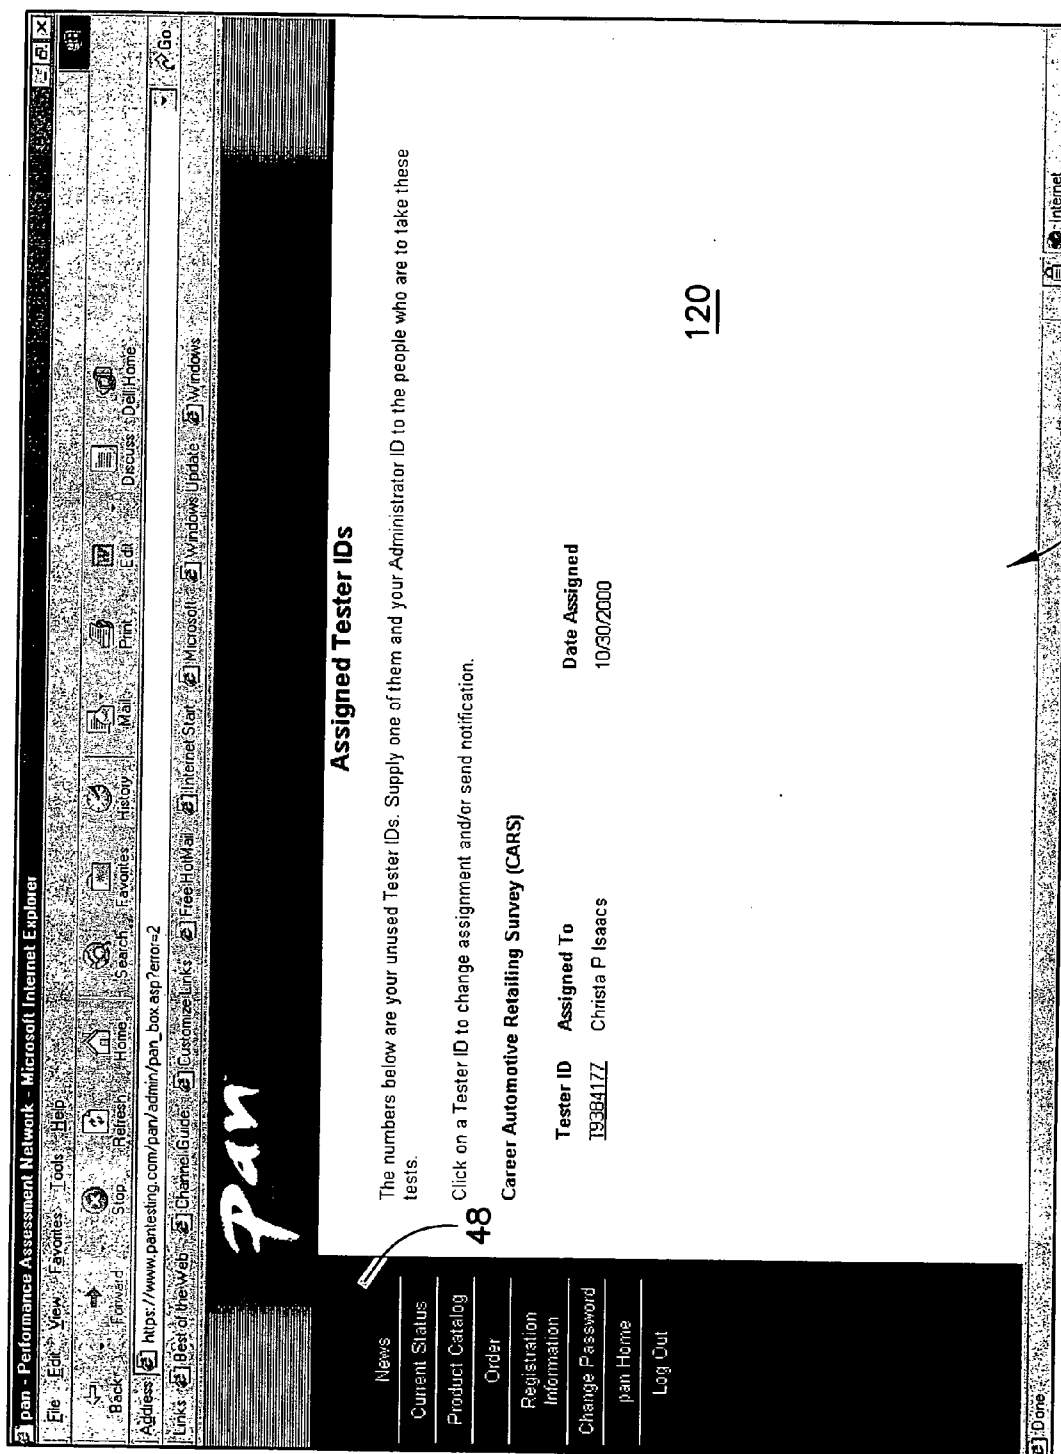 pan - Performance Assessment Network - Microsoft Internet Explorer
File Edit View Favorites Tools Help
Back Forward Stop Refresh Home Search Favorites History Mail Print Edit Discuss Dell Home
Address https://www.pantesting.com/pan/admin/pan_box.asp?error=2 Go
Links Best of the Web Channel Guide Customize Links Free HotMail Internet Start Microsoft Windows Update Windows
Pan
News
Current Status
Product Catalog
Order
Registration
Information
Change Password
pan Home
Log Out
Assigned Tester IDs
The numbers below are your unused Tester IDs. Supply one of them and your Administrator ID to the people who are to take these
tests.
Click on a Tester ID to change assignment and/or send notification.
48
Career Automotive Retailing Survey (CARS)
Tester ID Assigned To Date Assigned
T93B4177 Christa P Isaacs 10/30/2000
120
Done Internet